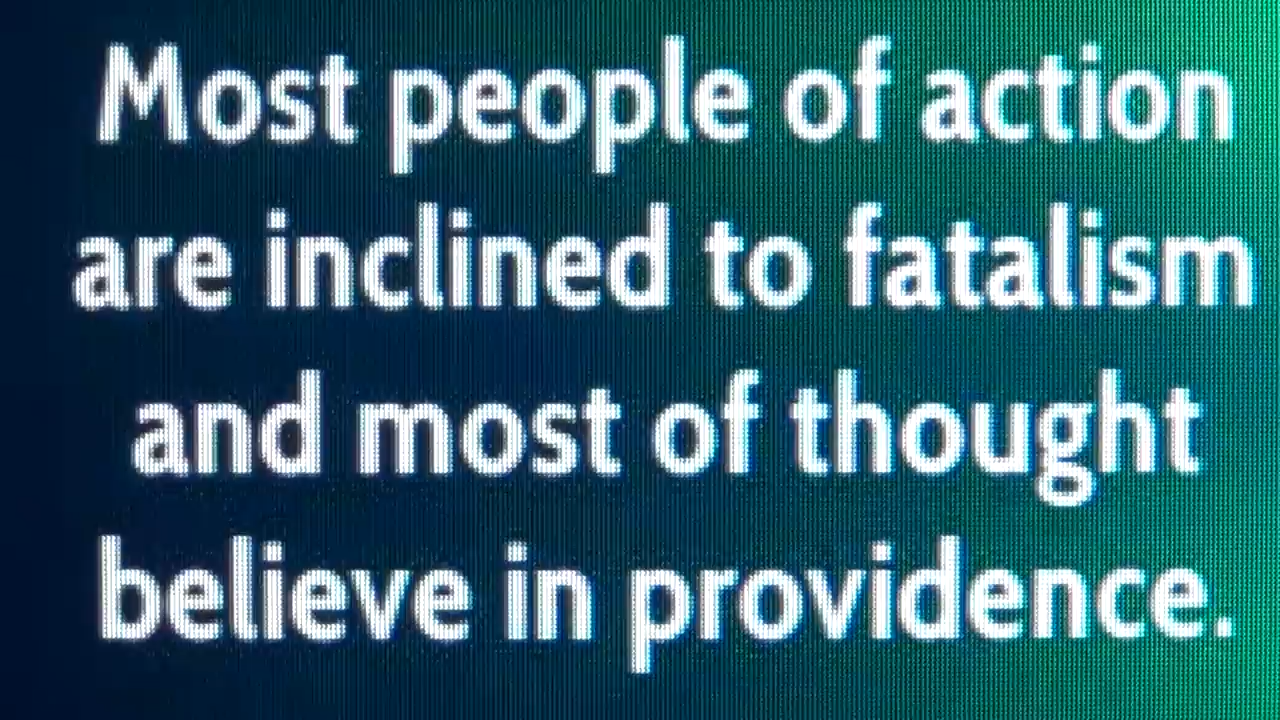 Most people of action
are inclined to fatalism
and most of thought
believe in providence.